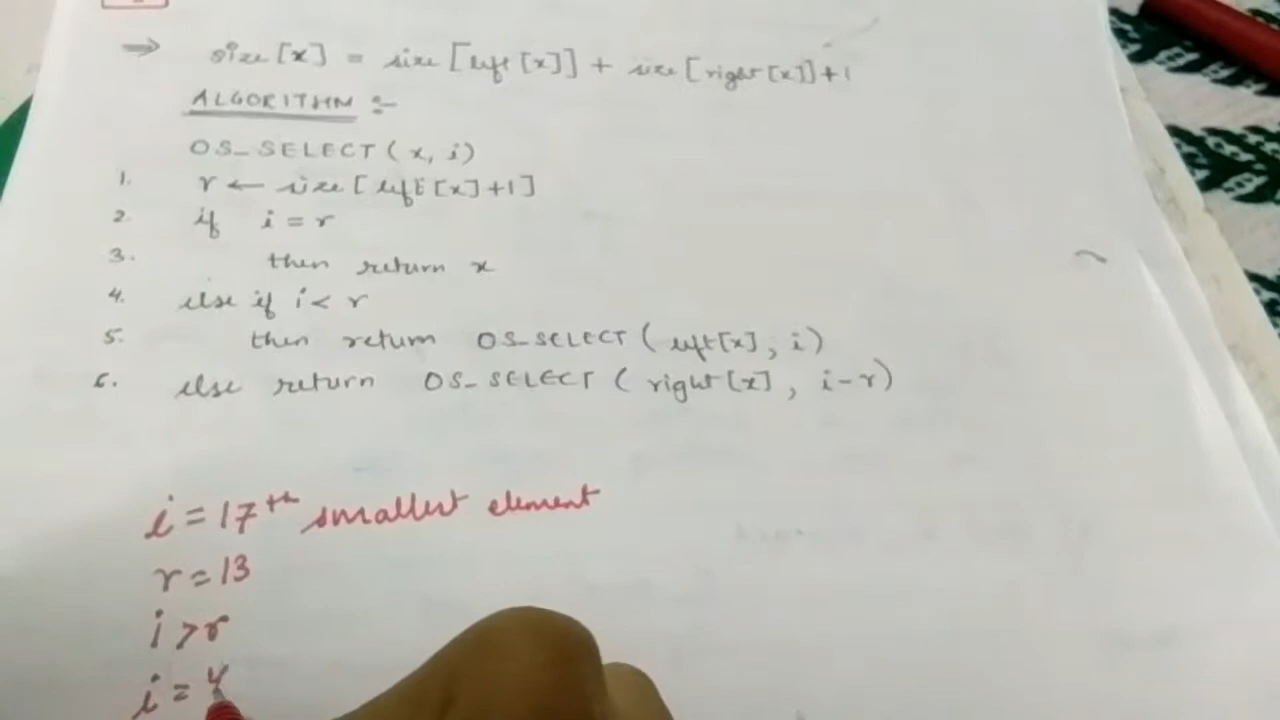 ⇒ size[x] = size[left[x]] + size[right[x]]+1
ALGORITHM :-
OS_SELECT(x, i)
1. r ← size[left[x]+1]
2. if i = r
3. then return x
4. else if i < r
5. then return OS_SELECT(left[x], i)
6. else return OS_SELECT(right[x], i-r)
i = 17th smallest element
r = 13
i > r
i = 4